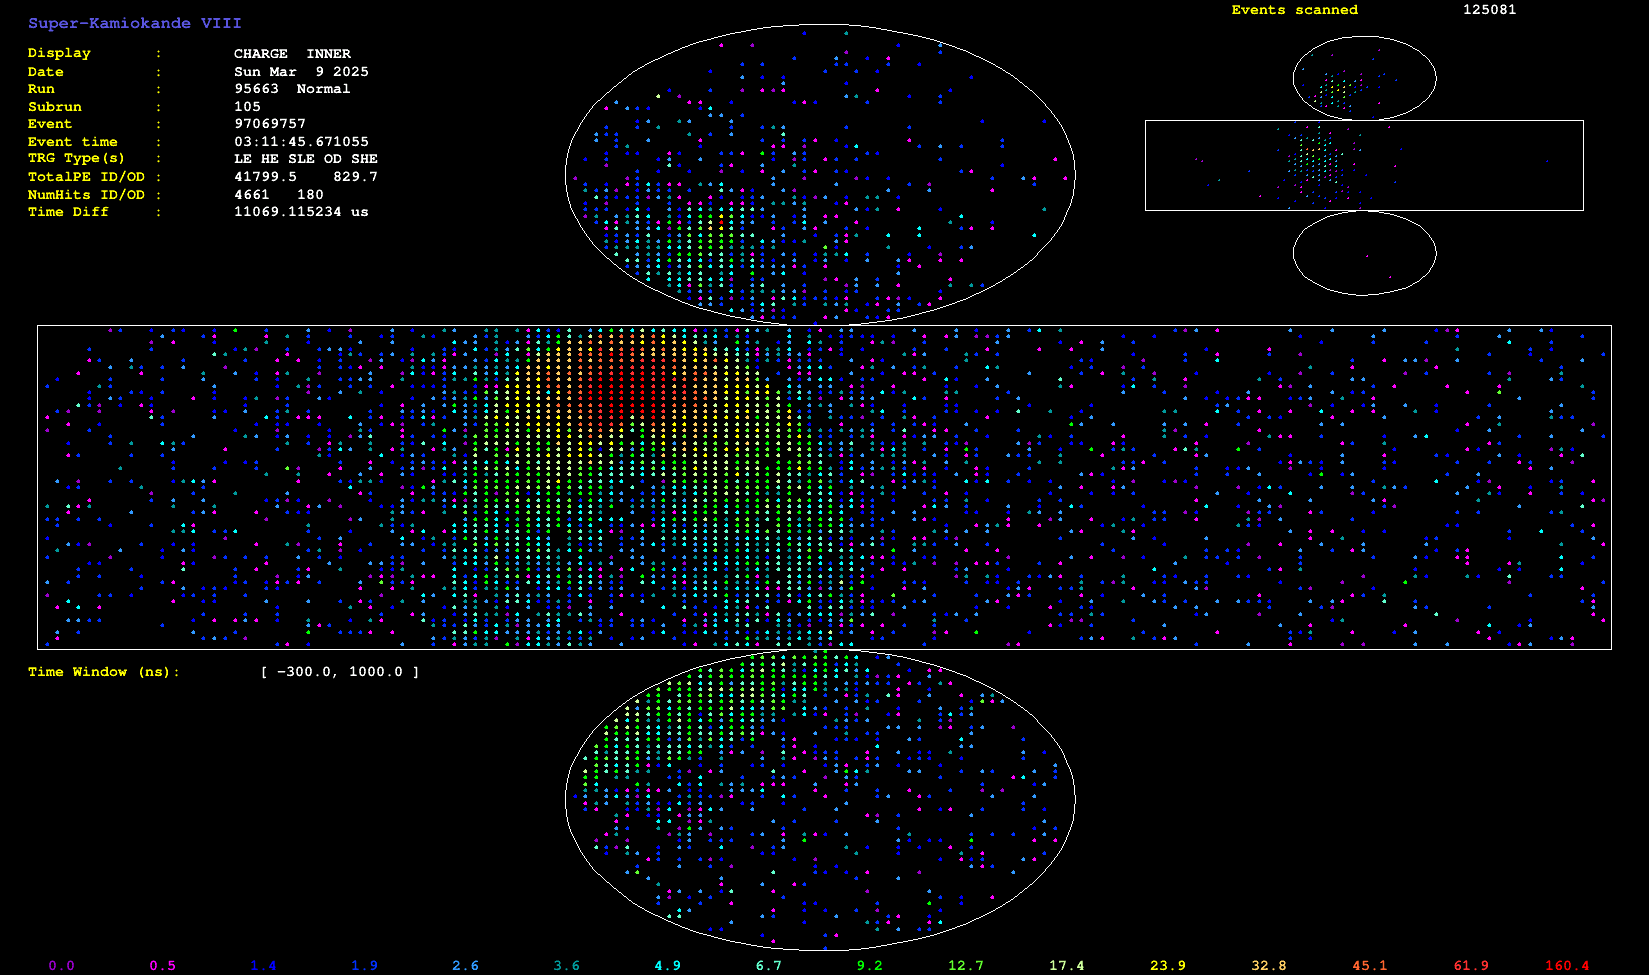 Super-Kamiokande VIII
Events scanned 125081
Display : CHARGE INNER
Date : Sun Mar 9 2025
Run : 95663 Normal
Subrun : 105
Event : 97069757
Event time : 03:11:45.671055
TRG Type(s) : LE HE SLE OD SHE
TotalPE ID/OD : 41799.5 829.7
NumHits ID/OD : 4661 180
Time Diff : 11069.115234 us
Time Window (ns): [ -300.0, 1000.0 ]
0.0 0.5 1.4 1.9 2.6 3.6 4.9 6.7 9.2 12.7 17.4 23.9 32.8 45.1 61.9 160.4